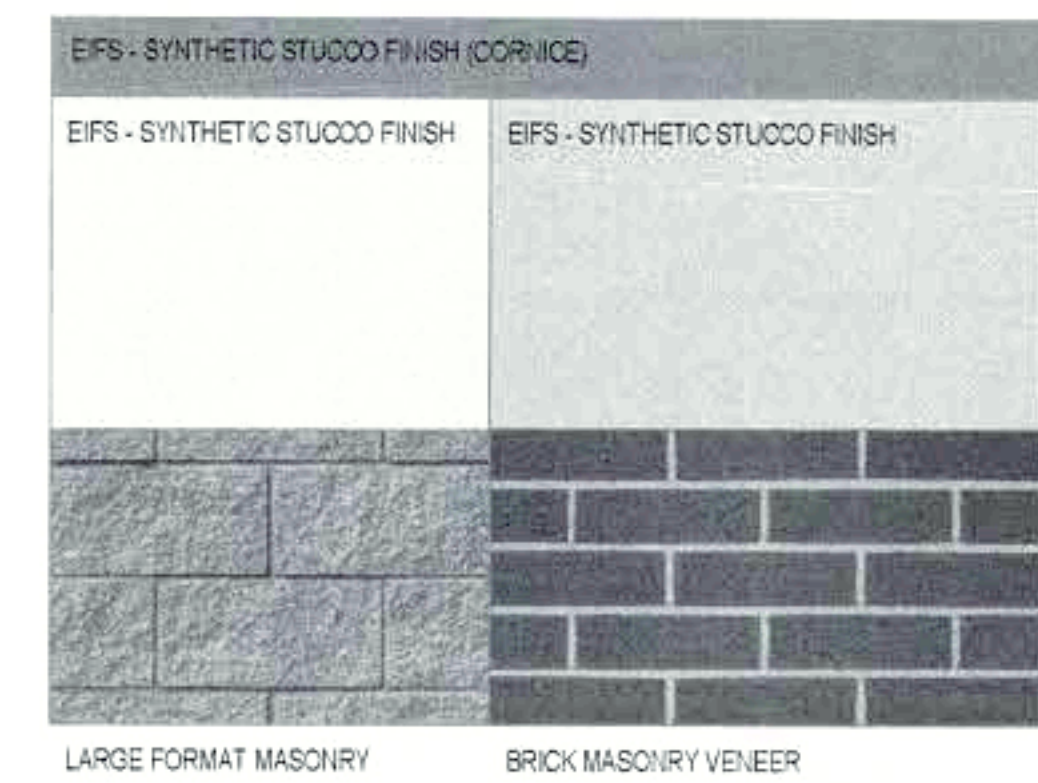 EIFS - SYNTHETIC STUCCO FINISH (CORNICE)
EIFS - SYNTHETIC STUCCO FINISH
EIFS - SYNTHETIC STUCCO FINISH
LARGE FORMAT MASONRY
BRICK MASONRY VENEER